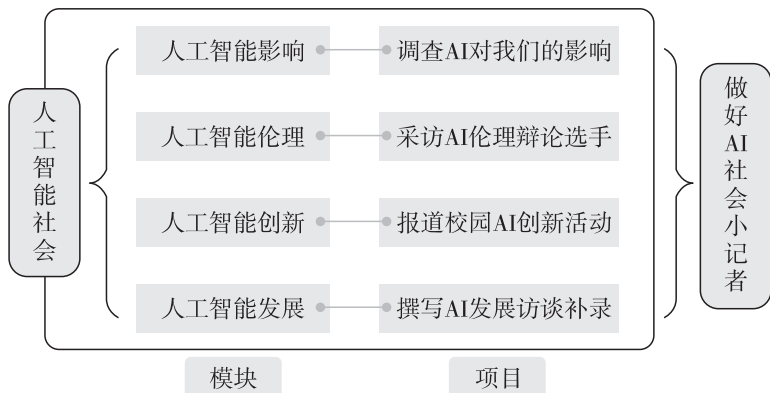 人工智能社会
人工智能影响
调查AI对我们的影响
人工智能伦理
采访AI伦理辩论选手
人工智能创新
报道校园AI创新活动
人工智能发展
撰写AI发展访谈补录
做好AI社会小记者
模块
项目